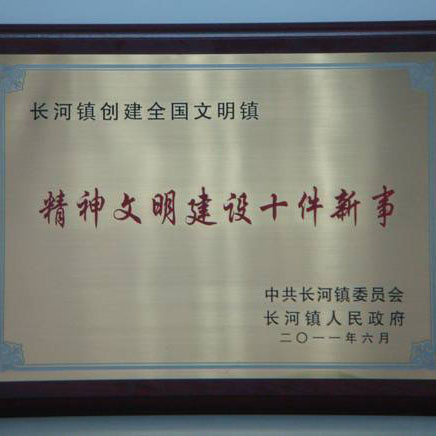 长河镇创建全国文明镇
精神文明建设十件新事
中共长河镇委员会
长河镇人民政府
二〇一一年六月